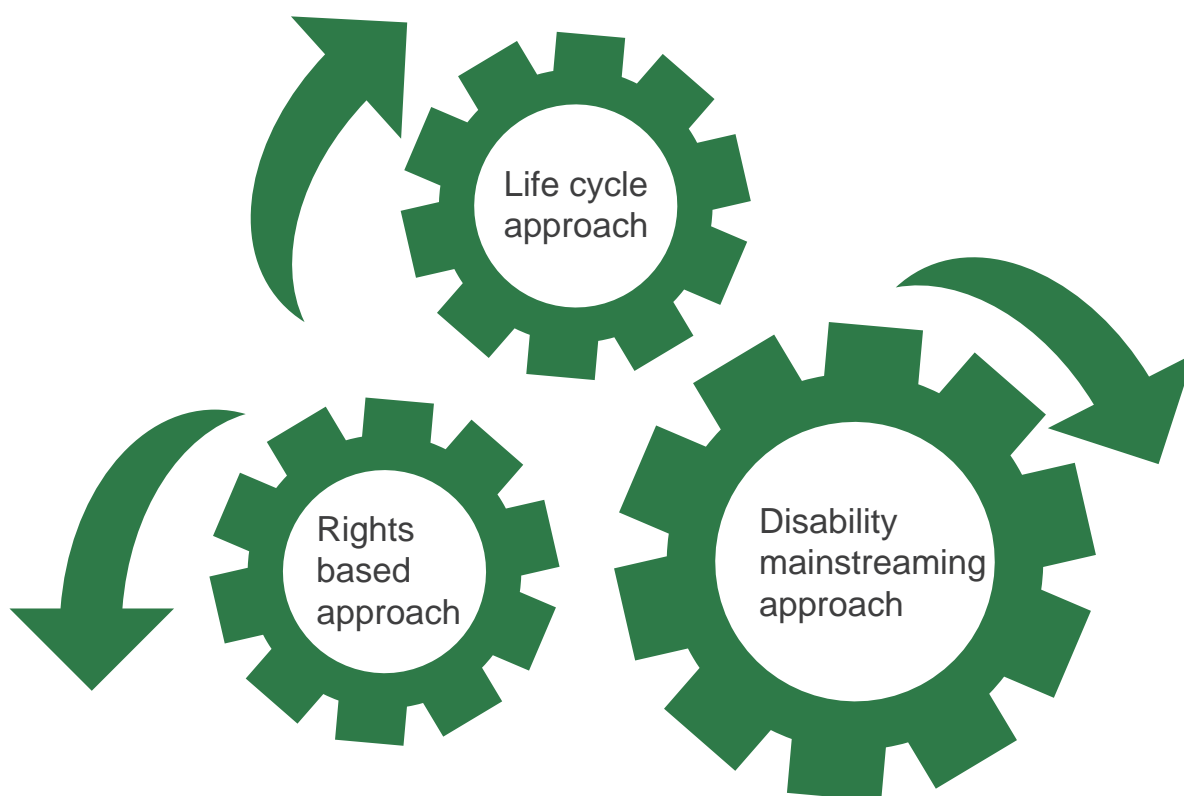 Life cycle
approach
Rights
based
approach
Disability
mainstreaming
approach